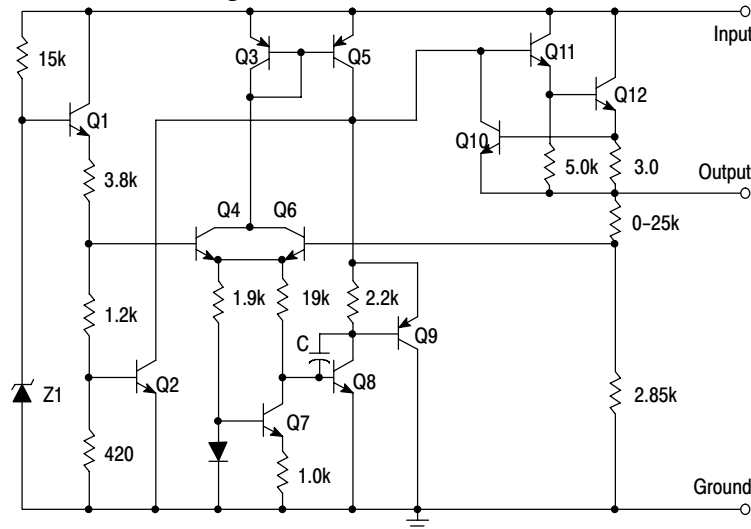 Input
Q3
Q5
Q11
15k
Q12
Q1
Q10
3.8k
5.0k
3.0
Output
Q4
Q6
0–25k
1.9k
19k
2.2k
1.2k
C
Q9
Z1
Q2
Q8
2.85k
Q7
420
1.0k
Ground